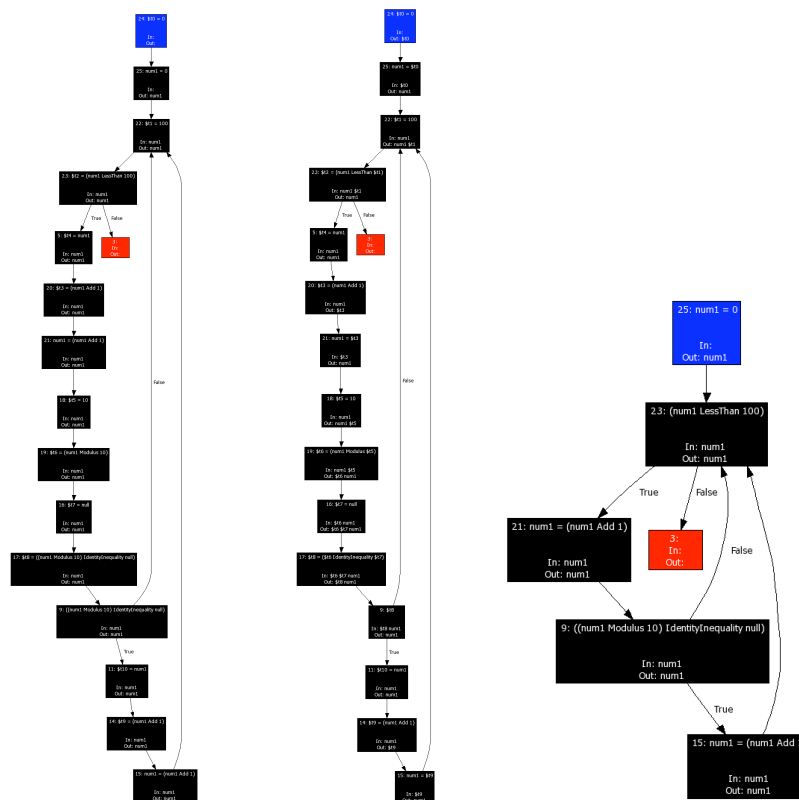 24: $t0 = 0
In:
Out:
25: num1 = 0
In:
Out: num1
22: $t1 = 100
In: num1
Out: num1
23: $t2 = (num1 LessThan 100)
In: num1
Out: num1
True
False
5: $t4 = num1
In: num1
Out: num1
3:
In:
Out:
20: $t3 = (num1 Add 1)
In: num1
Out: num1
21: num1 = (num1 Add 1)
In: num1
Out: num1
False
18: $t5 = 10
In: num1
Out: num1
19: $t6 = (num1 Modulus 10)
In: num1
Out: num1
16: $t7 = null
In: num1
Out: num1
17: $t8 = ((num1 Modulus 10) IdentityInequality null)
In: num1
Out: num1
9: ((num1 Modulus 10) IdentityInequality null)
In: num1
Out: num1
True
11: $t10 = num1
In: num1
Out: num1
14: $t9 = (num1 Add 1)
In: num1
Out: num1
15: num1 = (num1 Add 1)
In: num1
Out: num1
24: $t0 = 0
In:
Out: $t0
25: num1 = $t0
In: $t0
Out: num1
22: $t1 = 100
In: num1
Out: num1 $t1
23: $t2 = (num1 LessThan $t1)
In: num1 $t1
Out: num1
True
False
5: $t4 = num1
In: num1
Out: num1
3:
In:
Out:
20: $t3 = (num1 Add 1)
In: num1
Out: $t3
21: num1 = $t3
In: $t3
Out: num1
False
18: $t5 = 10
In: num1
Out: num1 $t5
19: $t6 = (num1 Modulus $t5)
In: num1 $t5
Out: $t6 num1
16: $t7 = null
In: $t6 num1
Out: $t6 $t7 num1
17: $t8 = ($t6 IdentityInequality $t7)
In: $t6 $t7 num1
Out: $t8 num1
9: $t8
In: $t8 num1
Out: num1
True
11: $t10 = num1
In: num1
Out: num1
14: $t9 = (num1 Add 1)
In: num1
Out: $t9
15: num1 = $t9
In: $t9
Out: num1
25: num1 = 0
In:
Out: num1
23: (num1 LessThan 100)
In: num1
Out: num1
True
False
21: num1 = (num1 Add 1)
In: num1
Out: num1
3:
In:
Out:
False
9: ((num1 Modulus 10) IdentityInequality null)
In: num1
Out: num1
True
15: num1 = (num1 Add
In: num1
Out: num1